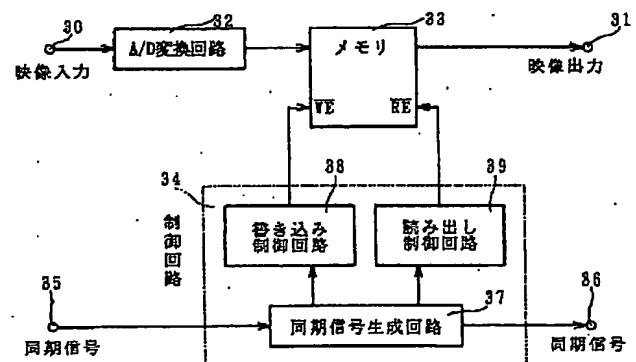 30
32
33
31
A/D変換回路
メモリ
映像入力
映像出力
WE
RE
34
38
39
制御回路
書き込み
制御回路
読み出し
制御回路
35
37
36
同期信号生成回路
同期信号
同期信号